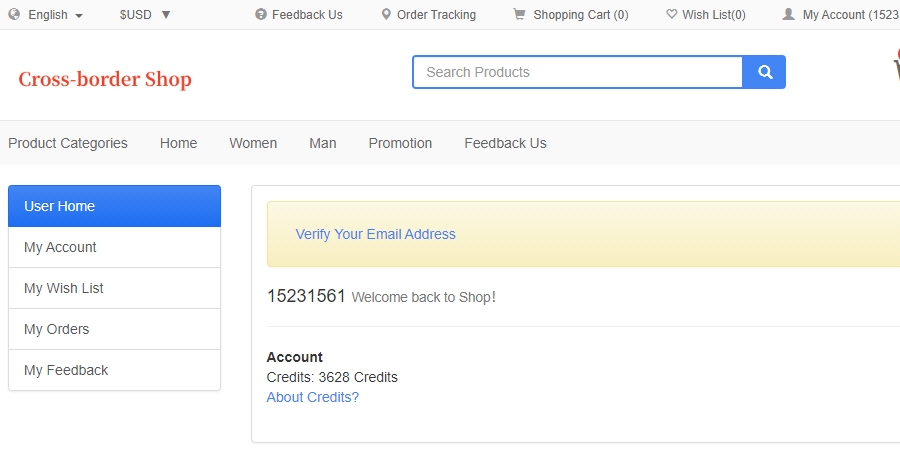 English $USD Feedback Us Order Tracking Shopping Cart (0) Wish List(0) My Account (1523
Cross-border Shop
Search Products
Product Categories Home Women Man Promotion Feedback Us
User Home
My Account
My Wish List
My Orders
My Feedback
Verify Your Email Address
15231561 Welcome back to Shop!
Account
Credits: 3628 Credits
About Credits?